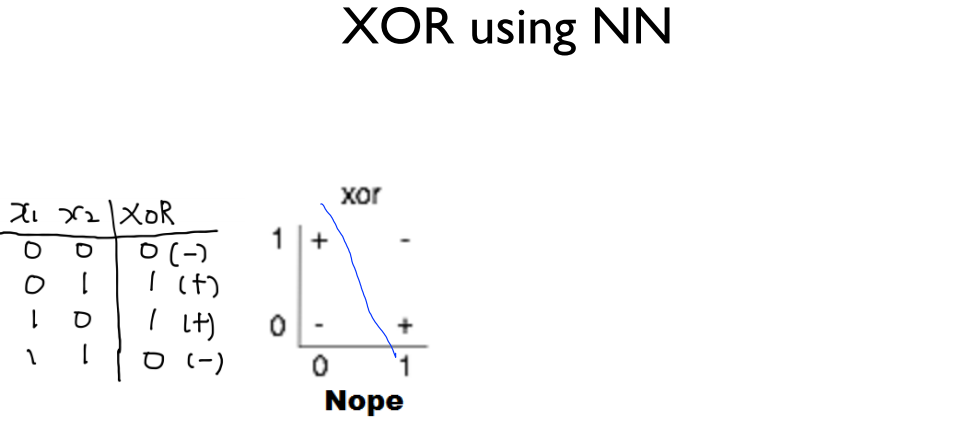 XOR using NN
x1 x2 XOR
0 0 0 (-)
0 1 1 (+)
1 0 1 (+)
1 1 0 (-)
xor
1 + -
0 - +
0 1
Nope